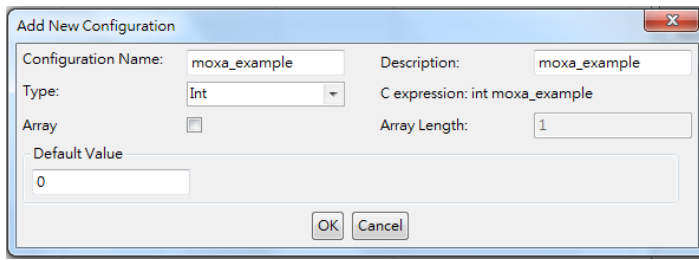 Add New Configuration
Configuration Name: moxa_example Description: moxa_example
Type: Int C expression: int moxa_example
Array Array Length: 1
Default Value
0
OK Cancel